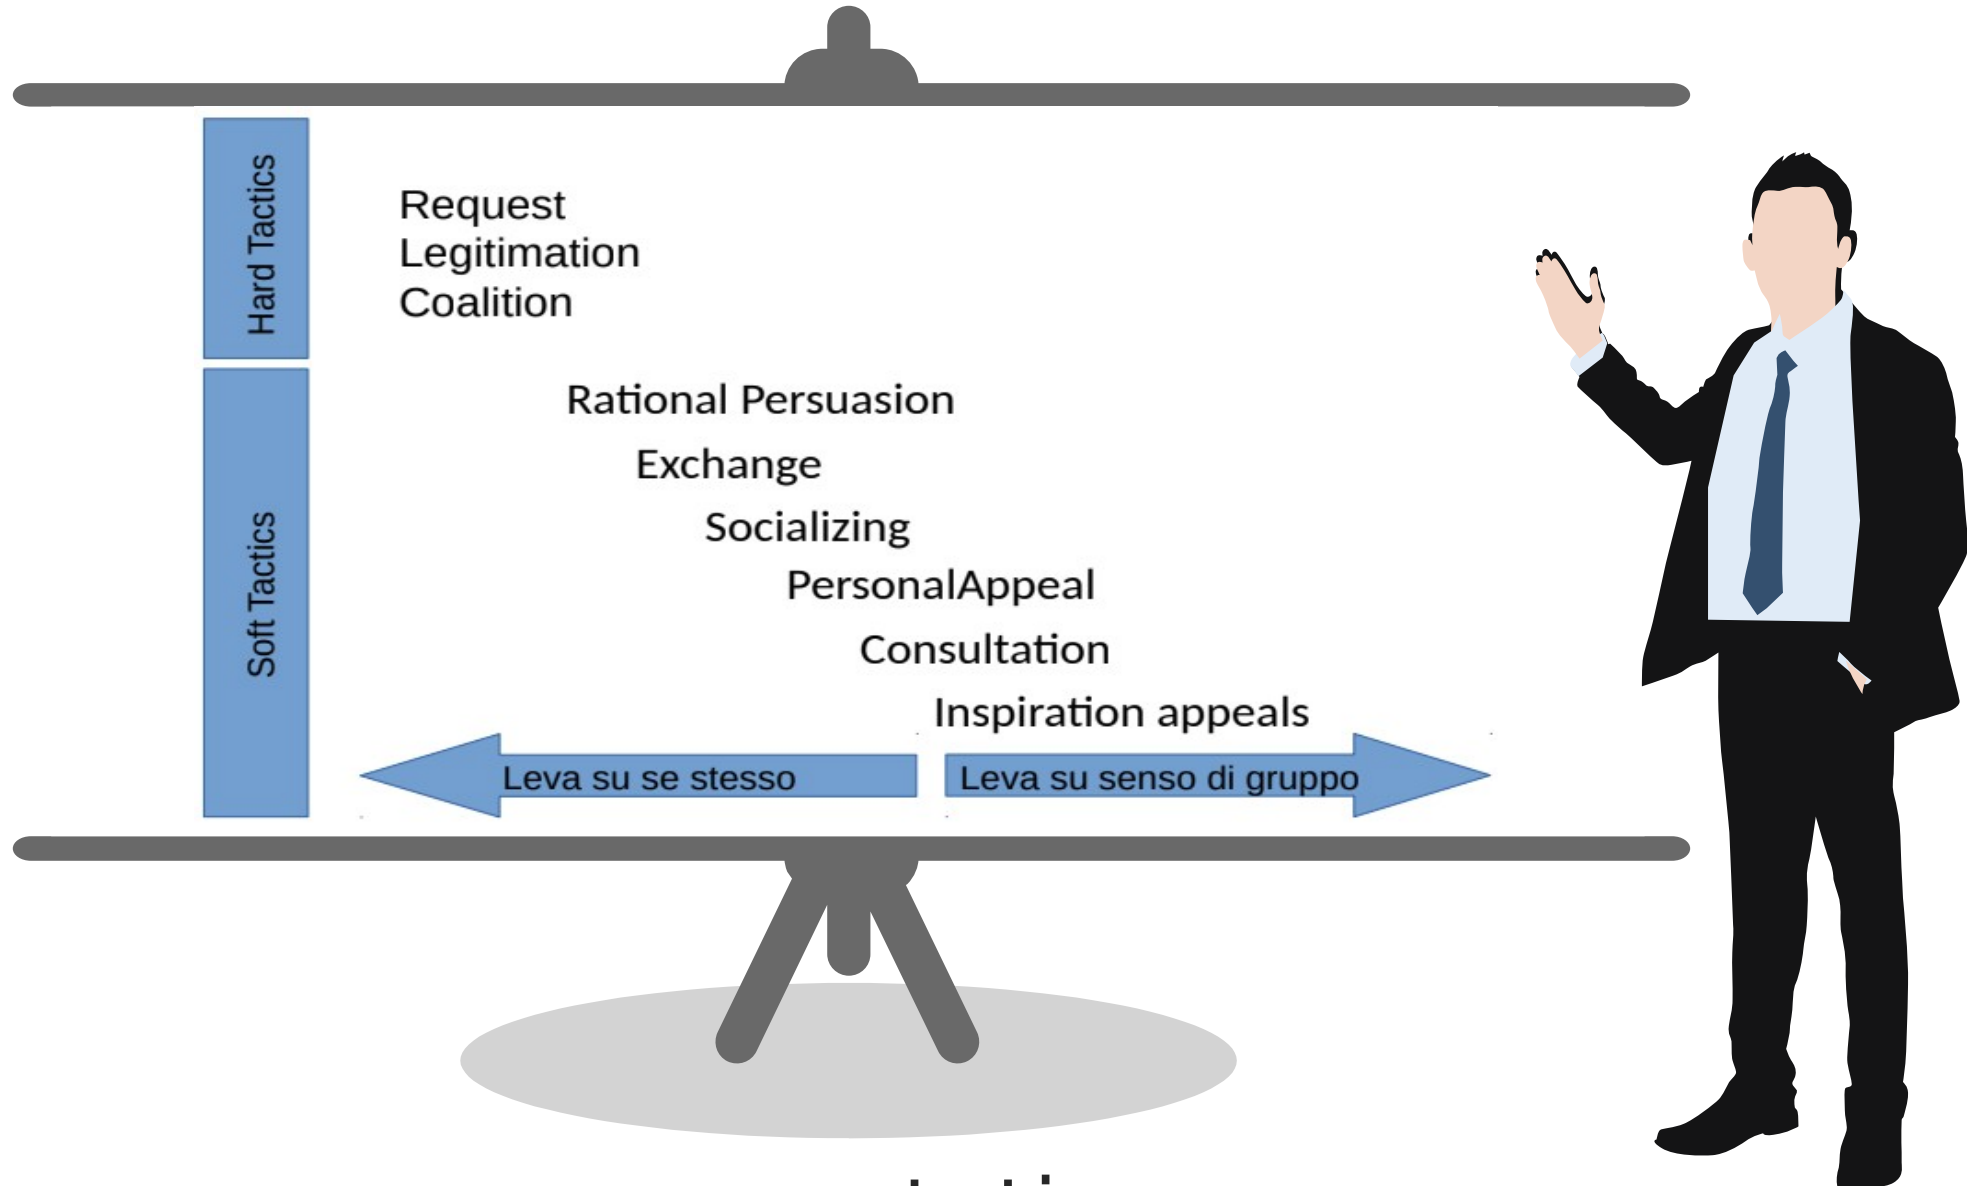 Hard Tactics
Request
Legitimation
Coalition
Soft Tactics
Rational Persuasion
Exchange
Socializing
PersonalAppeal
Consultation
Inspiration appeals
Leva su se stesso
Leva su senso di gruppo